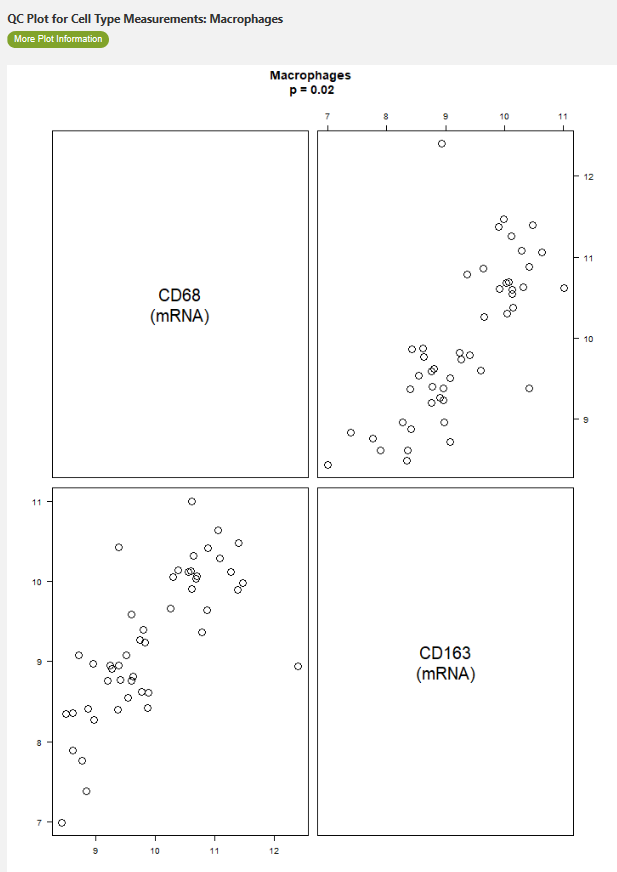 QC Plot for Cell Type Measurements: Macrophages
More Plot Information
Macrophages
p = 0.02
7 8 9 10 11
12
11
10
9
CD68
(mRNA)
11
10
9
8
7
CD163
(mRNA)
9 10 11 12